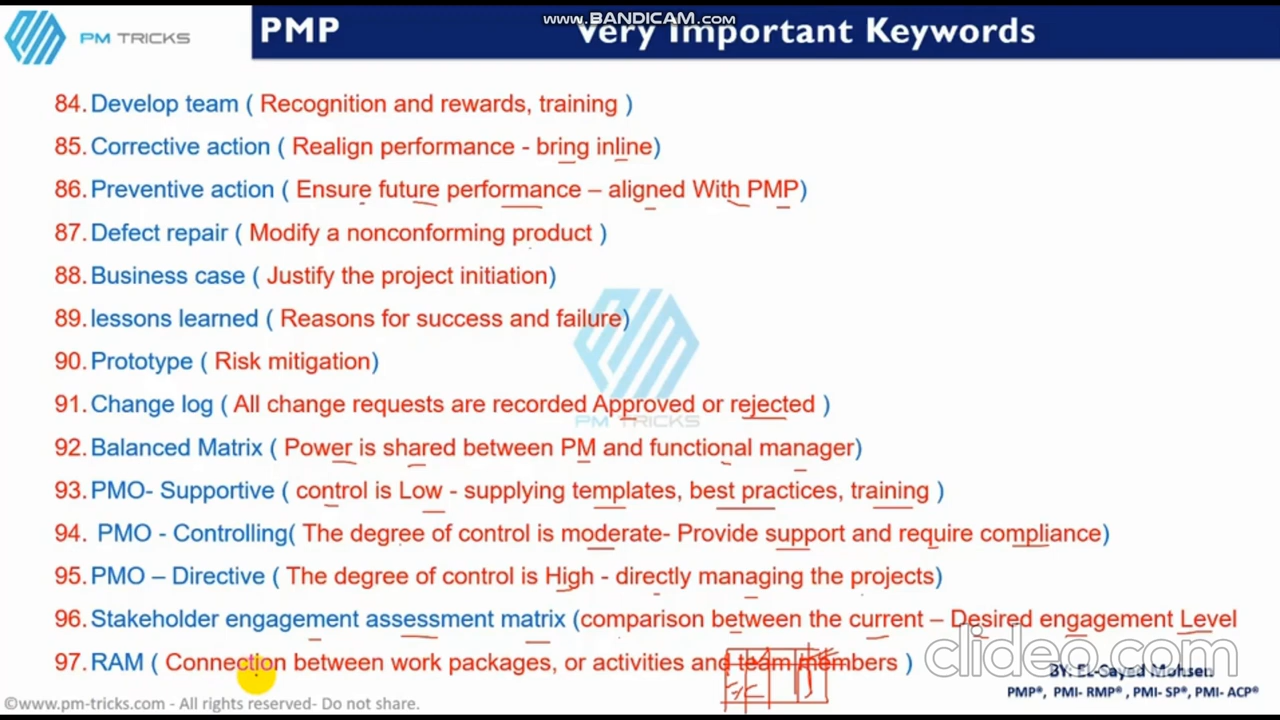 www.BANDICAM.com
PM TRICKS
PMP
Very Important Keywords
84. Develop team ( Recognition and rewards, training )
85. Corrective action ( Realign performance - bring inline)
86. Preventive action ( Ensure future performance – aligned With PMP)
87. Defect repair ( Modify a nonconforming product )
88. Business case ( Justify the project initiation)
89. lessons learned ( Reasons for success and failure)
90. Prototype ( Risk mitigation)
91. Change log ( All change requests are recorded Approved or rejected )
PM TRICKS
92. Balanced Matrix ( Power is shared between PM and functional manager)
93. PMO- Supportive ( control is Low - supplying templates, best practices, training )
94. PMO - Controlling( The degree of control is moderate- Provide support and require compliance)
95. PMO – Directive ( The degree of control is High - directly managing the projects)
96. Stakeholder engagement assessment matrix (comparison between the current – Desired engagement Level
97. RAM ( Connection between work packages, or activities and team members )
clideo.com
BY: EL-Sayed Mohsen
PMP®, PMI- RMP® , PMI- SP®, PMI- ACP®
©www.pm-tricks.com - All rights reserved- Do not share.